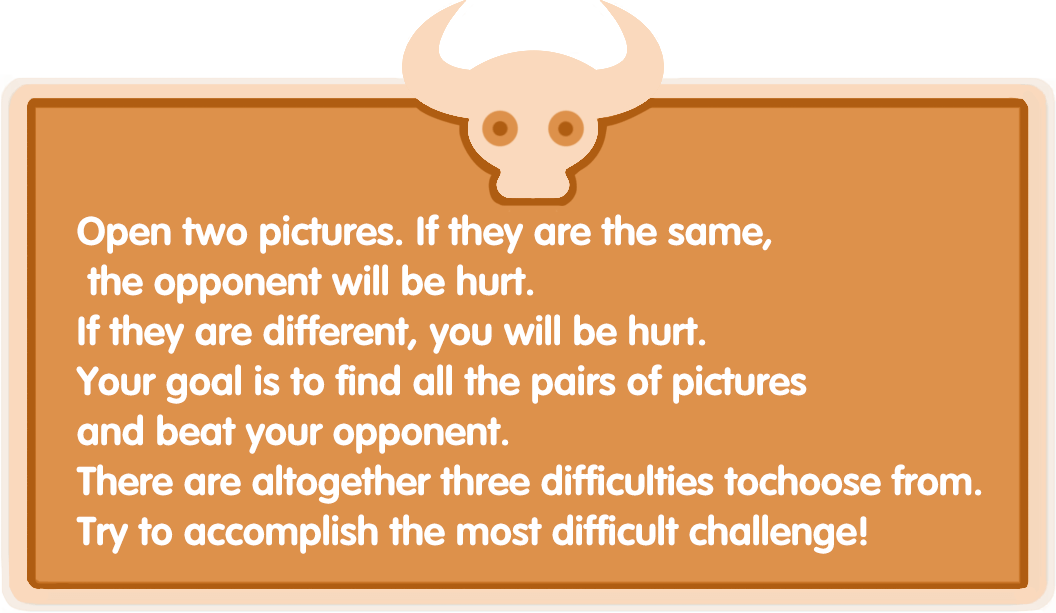 Open two pictures. If they are the same,
the opponent will be hurt.
If they are different, you will be hurt.
Your goal is to find all the pairs of pictures
and beat your opponent.
There are altogether three difficulties tochoose from.
Try to accomplish the most difficult challenge!